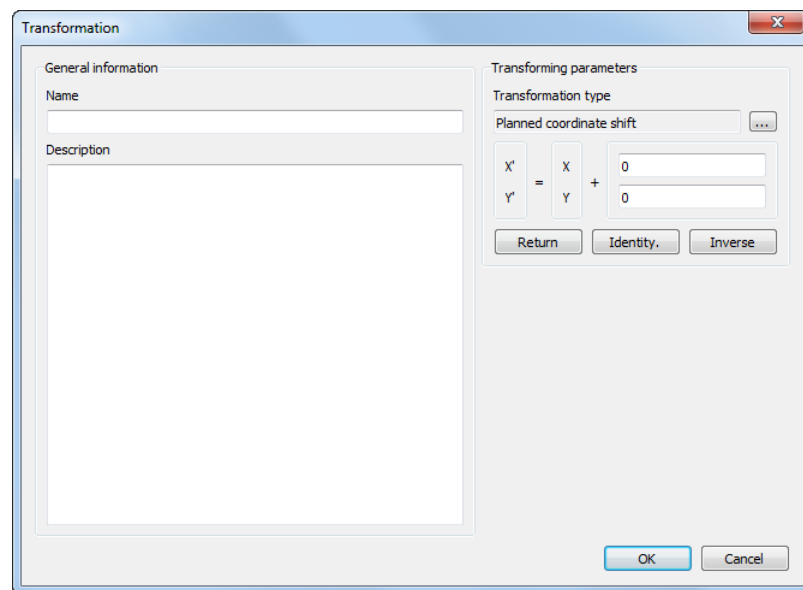 Transformation
General information
Name
Description
Transforming parameters
Transformation type
Planned coordinate shift ...
X' = X + 0
Y' Y 0
Return Identity. Inverse
OK Cancel